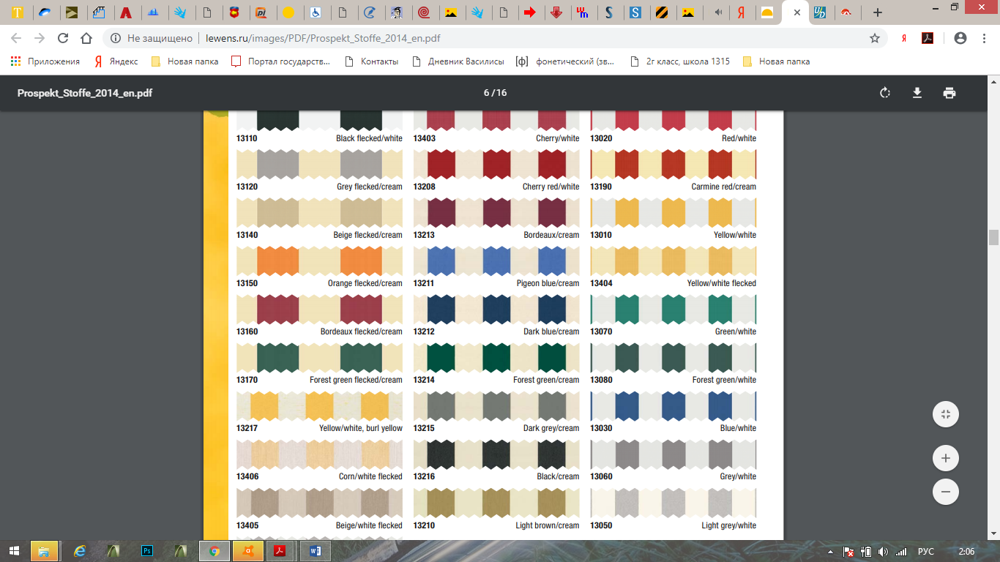 Не защищено
lewens.ru/images/PDF/Prospekt_Stoffe_2014_en.pdf
Приложения
Яндекс
Новая папка
Портал государств...
Контакты
Дневник Василисы
[ф] фонетический (зв...
2г класс, школа 1315
Новая папка
Prospekt_Stoffe_2014_en.pdf
6 / 16
13110 Black flecked/white
13403 Cherry/white
13020 Red/white
13120 Grey flecked/cream
13208 Cherry red/white
13190 Carmine red/cream
13140 Beige flecked/cream
13213 Bordeaux/cream
13010 Yellow/white
13150 Orange flecked/cream
13211 Pigeon blue/cream
13404 Yellow/white flecked
13160 Bordeaux flecked/cream
13212 Dark blue/cream
13070 Green/white
13170 Forest green flecked/cream
13214 Forest green/cream
13080 Forest green/white
13217 Yellow/white, burl yellow
13215 Dark grey/cream
13030 Blue/white
13406 Corn/white flecked
13216 Black/cream
13060 Grey/white
13405 Beige/white flecked
13210 Light brown/cream
13050 Light grey/white
РУС
2:06